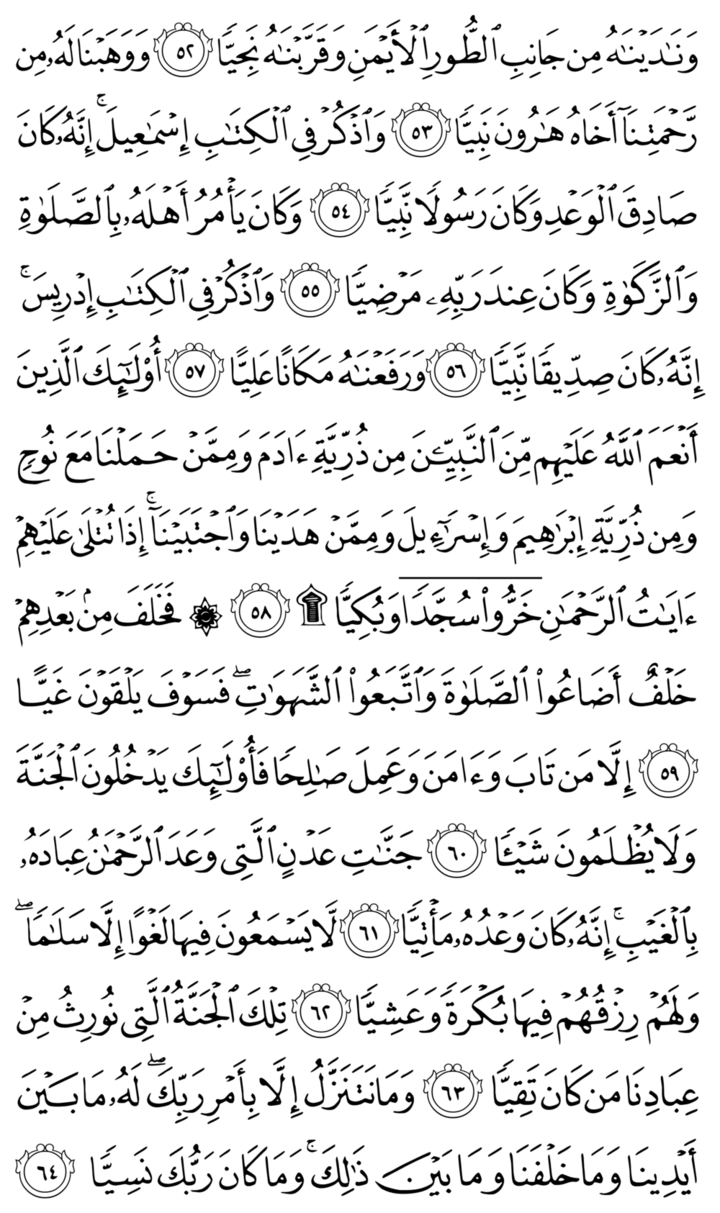 وَنَٰدَيْنَٰهُ مِن جَانِبِ ٱلطُّورِ ٱلْأَيْمَنِ وَقَرَّبْنَٰهُ نَجِيًّا ٥٢ وَوَهَبْنَا لَهُۥ مِن
رَّحْمَتِنَآ أَخَاهُ هَٰرُونَ نَبِيًّا ٥٣ وَٱذْكُرْ فِى ٱلْكِتَٰبِ إِسْمَٰعِيلَ ۚ إِنَّهُۥ كَانَ
صَادِقَ ٱلْوَعْدِ وَكَانَ رَسُولًا نَّبِيًّا ٥٤ وَكَانَ يَأْمُرُ أَهْلَهُۥ بِٱلصَّلَوٰةِ
وَٱلزَّكَوٰةِ وَكَانَ عِندَ رَبِّهِۦ مَرْضِيًّا ٥٥ وَٱذْكُرْ فِى ٱلْكِتَٰبِ إِدْرِيسَ ۚ
إِنَّهُۥ كَانَ صِدِّيقًا نَّبِيًّا ٥٦ وَرَفَعْنَٰهُ مَكَانًا عَلِيًّا ٥٧ أُو۟لَٰٓئِكَ ٱلَّذِينَ
أَنْعَمَ ٱللَّهُ عَلَيْهِم مِّنَ ٱلنَّبِيِّۦنَ مِن ذُرِّيَّةِ ءَادَمَ وَمِمَّنْ حَمَلْنَا مَعَ نُوحٍ
وَمِن ذُرِّيَّةِ إِبْرَٰهِيمَ وَإِسْرَٰٓءِيلَ وَمِمَّنْ هَدَيْنَا وَٱجْتَبَيْنَآ ۚ إِذَا تُتْلَىٰ عَلَيْهِمْ
ءَايَٰتُ ٱلرَّحْمَٰنِ خَرُّوا۟ سُجَّدًا وَبُكِيًّا ۩ ٥٨ ۞ فَخَلَفَ مِنۢ بَعْدِهِمْ
خَلْفٌ أَضَاعُوا۟ ٱلصَّلَوٰةَ وَٱتَّبَعُوا۟ ٱلشَّهَوَٰتِ ۖ فَسَوْفَ يَلْقَوْنَ غَيًّا
٥٩ إِلَّا مَن تَابَ وَءَامَنَ وَعَمِلَ صَٰلِحًا فَأُو۟لَٰٓئِكَ يَدْخُلُونَ ٱلْجَنَّةَ
وَلَا يُظْلَمُونَ شَيْـًٔا ٦٠ جَنَّٰتِ عَدْنٍ ٱلَّتِى وَعَدَ ٱلرَّحْمَٰنُ عِبَادَهُۥ
بِٱلْغَيْبِ ۚ إِنَّهُۥ كَانَ وَعْدُهُۥ مَأْتِيًّا ٦١ لَّا يَسْمَعُونَ فِيهَا لَغْوًا إِلَّا سَلَٰمًا ۖ
وَلَهُمْ رِزْقُهُمْ فِيهَا بُكْرَةً وَعَشِيًّا ٦٢ تِلْكَ ٱلْجَنَّةُ ٱلَّتِى نُورِثُ مِنْ
عِبَادِنَا مَن كَانَ تَقِيًّا ٦٣ وَمَا نَتَنَزَّلُ إِلَّا بِأَمْرِ رَبِّكَ ۖ لَهُۥ مَا بَيْنَ
أَيْدِينَا وَمَا خَلْفَنَا وَمَا بَيْنَ ذَٰلِكَ ۚ وَمَا كَانَ رَبُّكَ نَسِيًّا ٦٤